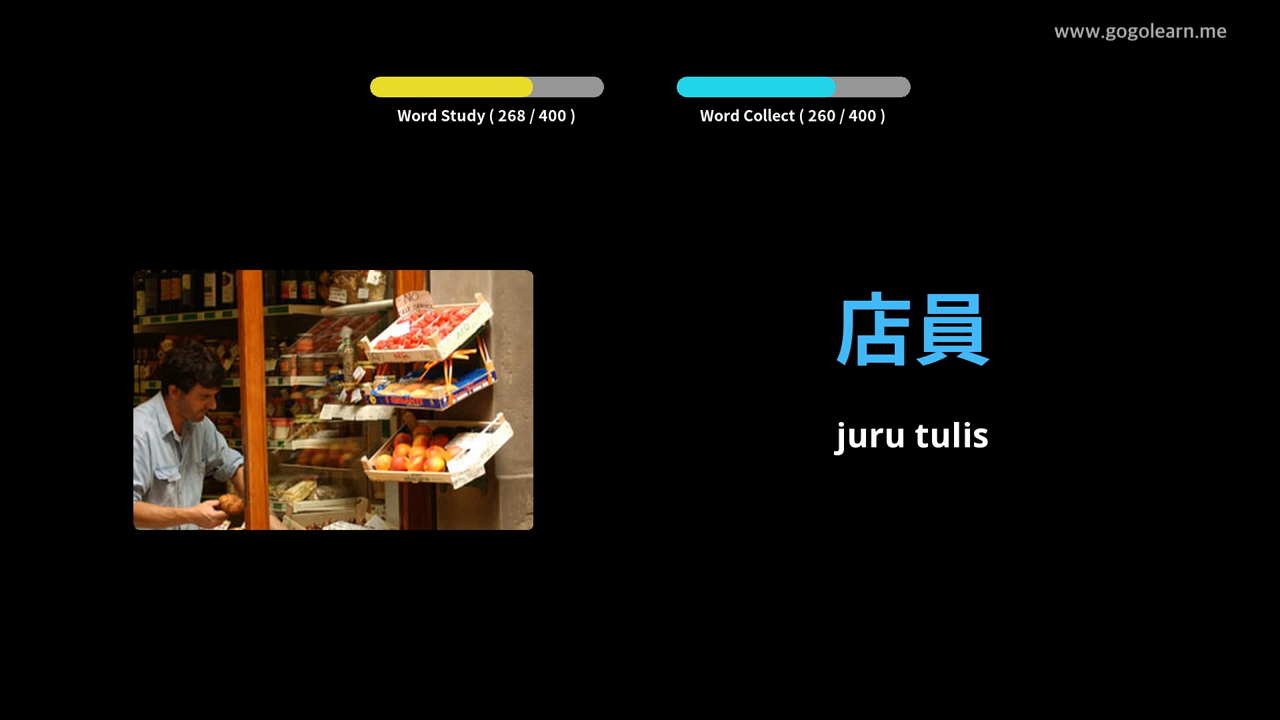 www.gogolearn.me
Word Study ( 268 / 400 )
Word Collect ( 260 / 400 )
店員
juru tulis